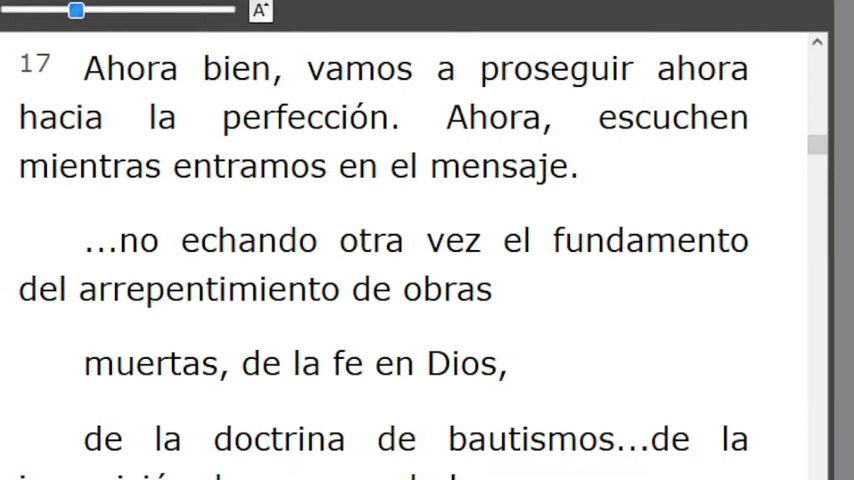 A
17 Ahora bien, vamos a proseguir ahora
hacia la perfección. Ahora, escuchen
mientras entramos en el mensaje.
...no echando otra vez el fundamento
del arrepentimiento de obras
muertas, de la fe en Dios,
de la doctrina de bautismos...de la